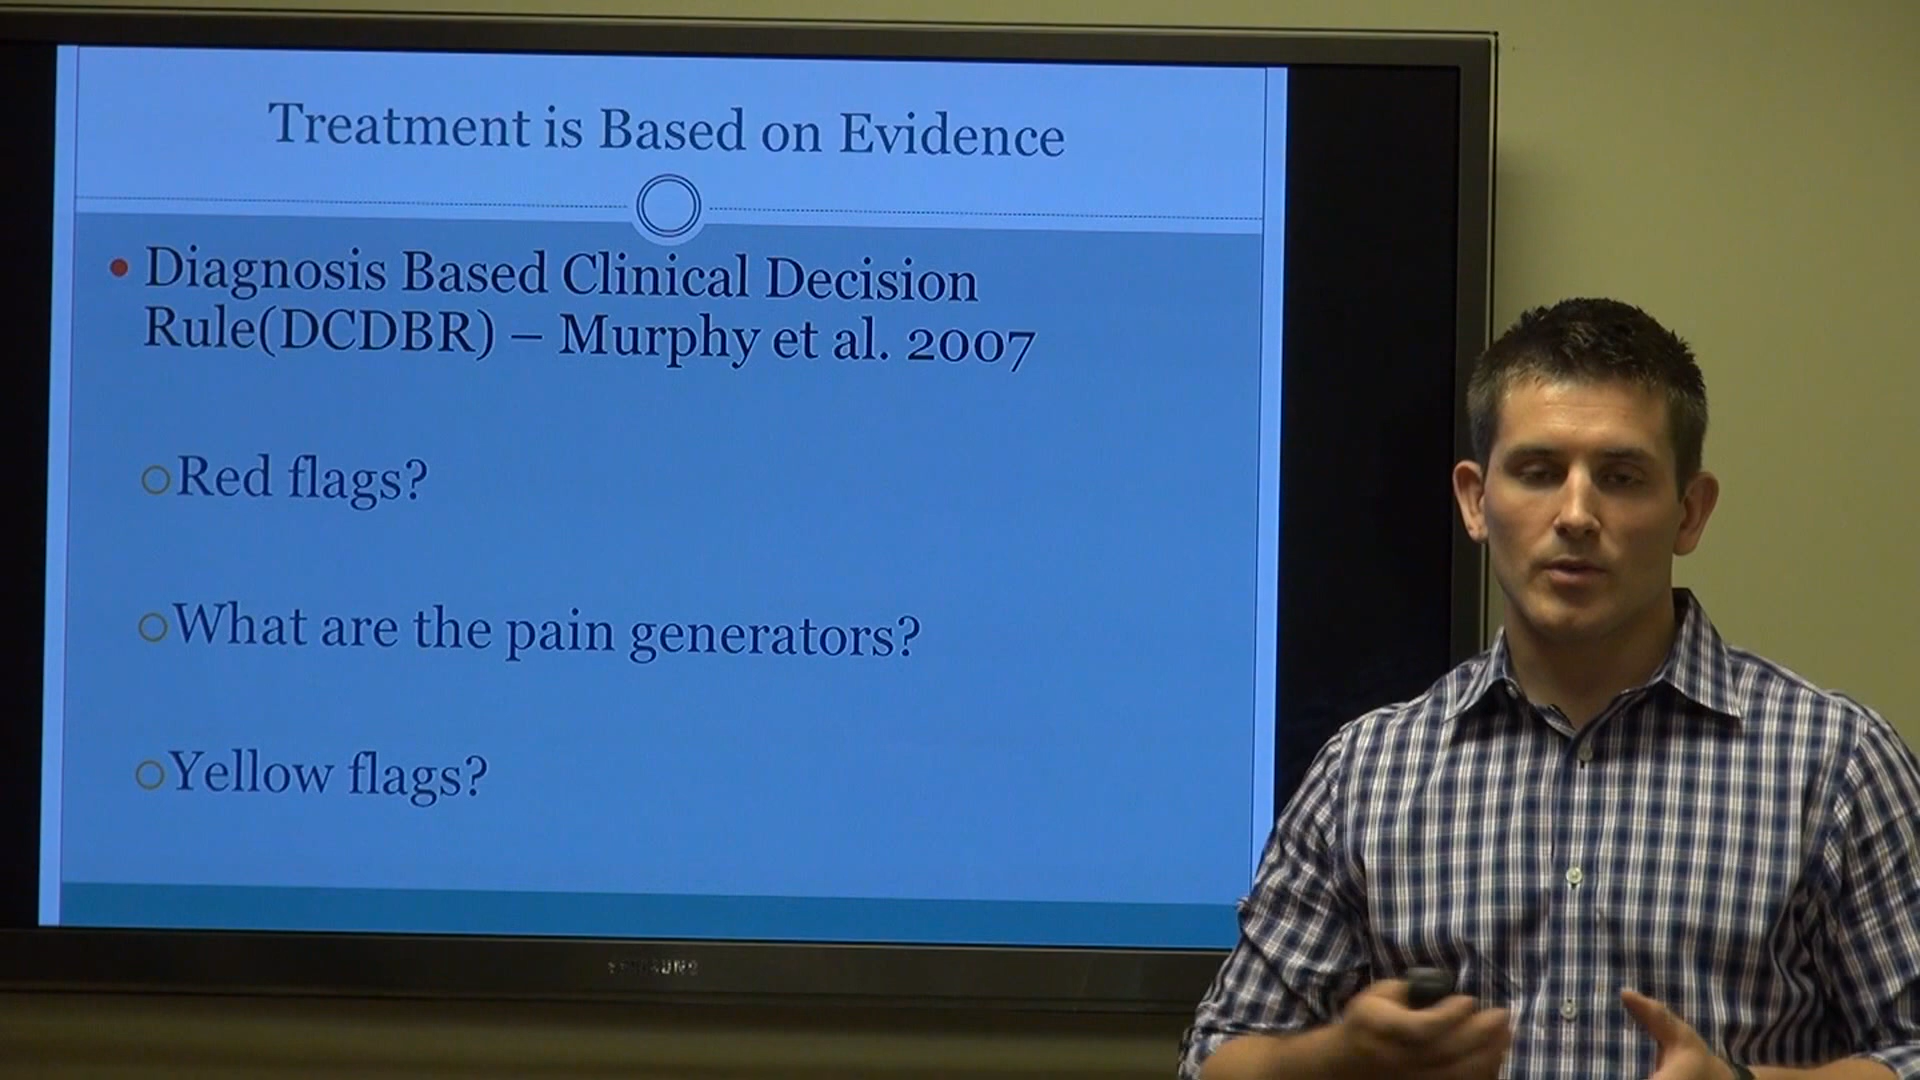 Treatment is Based on Evidence
Diagnosis Based Clinical Decision
Rule(DCDBR) – Murphy et al. 2007
Red flags?
What are the pain generators?
Yellow flags?
SAMSUNG